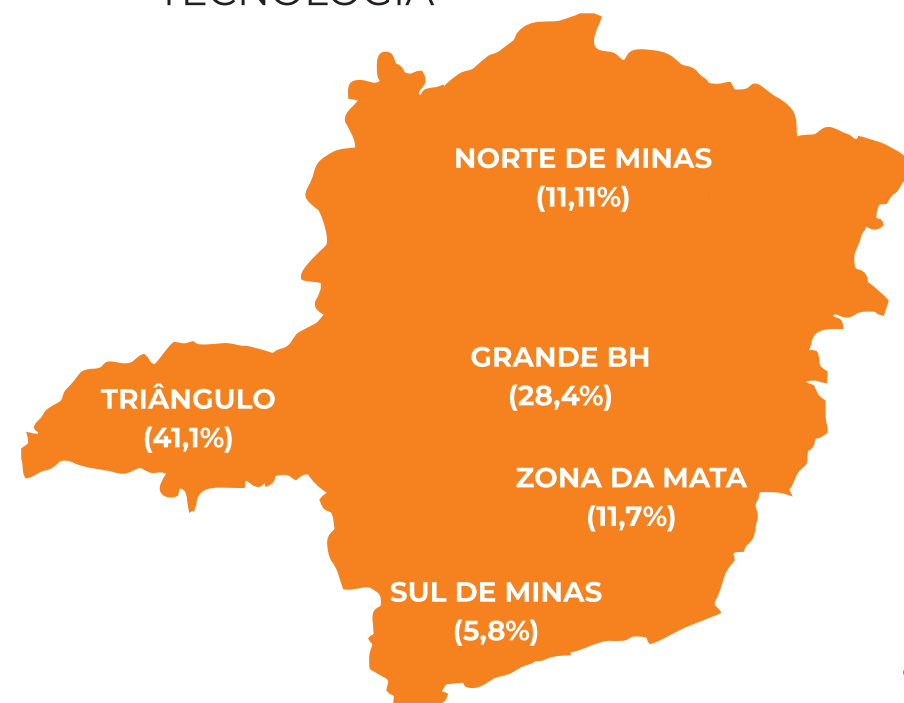 TECNOLOGIA
NORTE DE MINAS
(11,11%)
GRANDE BH
(28,4%)
TRIÂNGULO
(41,1%)
ZONA DA MATA
(11,7%)
SUL DE MINAS
(5,8%)